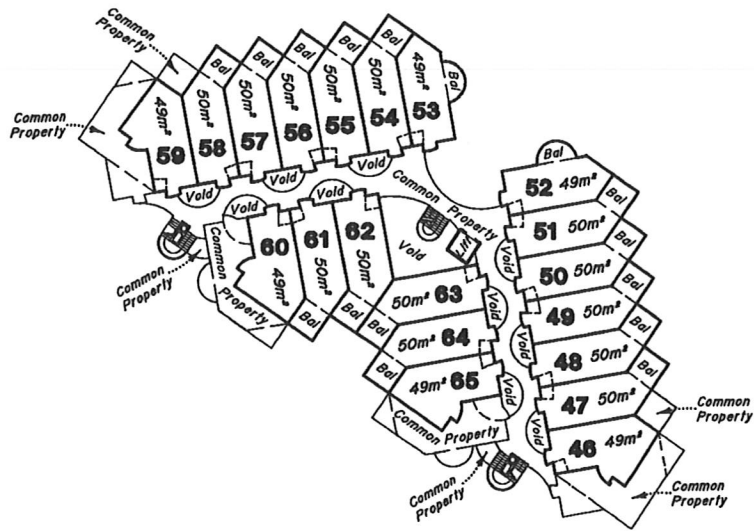 Common
Property
Common
Property
Bal
Bal
Bal
Bal
Bal
Bal
49m²
59
50m²
58
50m²
57
50m²
56
50m²
55
50m²
54
49m²
53
Void
Void
Void
Void
Void
Common Property
Bal
52 49m²
Bal
51 50m²
Bal
50 50m²
Bal
49 50m²
Bal
48 50m²
Bal
47 50m²
46 49m²
Common
Property
60
49m²
61
50m²
62
50m²
Void
Lift
Common
Property
Common
Property
Bal
Bal
Bal
Bal
50m² 63
50m² 64
49m² 65
Void
Void
Void
Void
Void
Void
Common Property
Common
Property
Common
Property